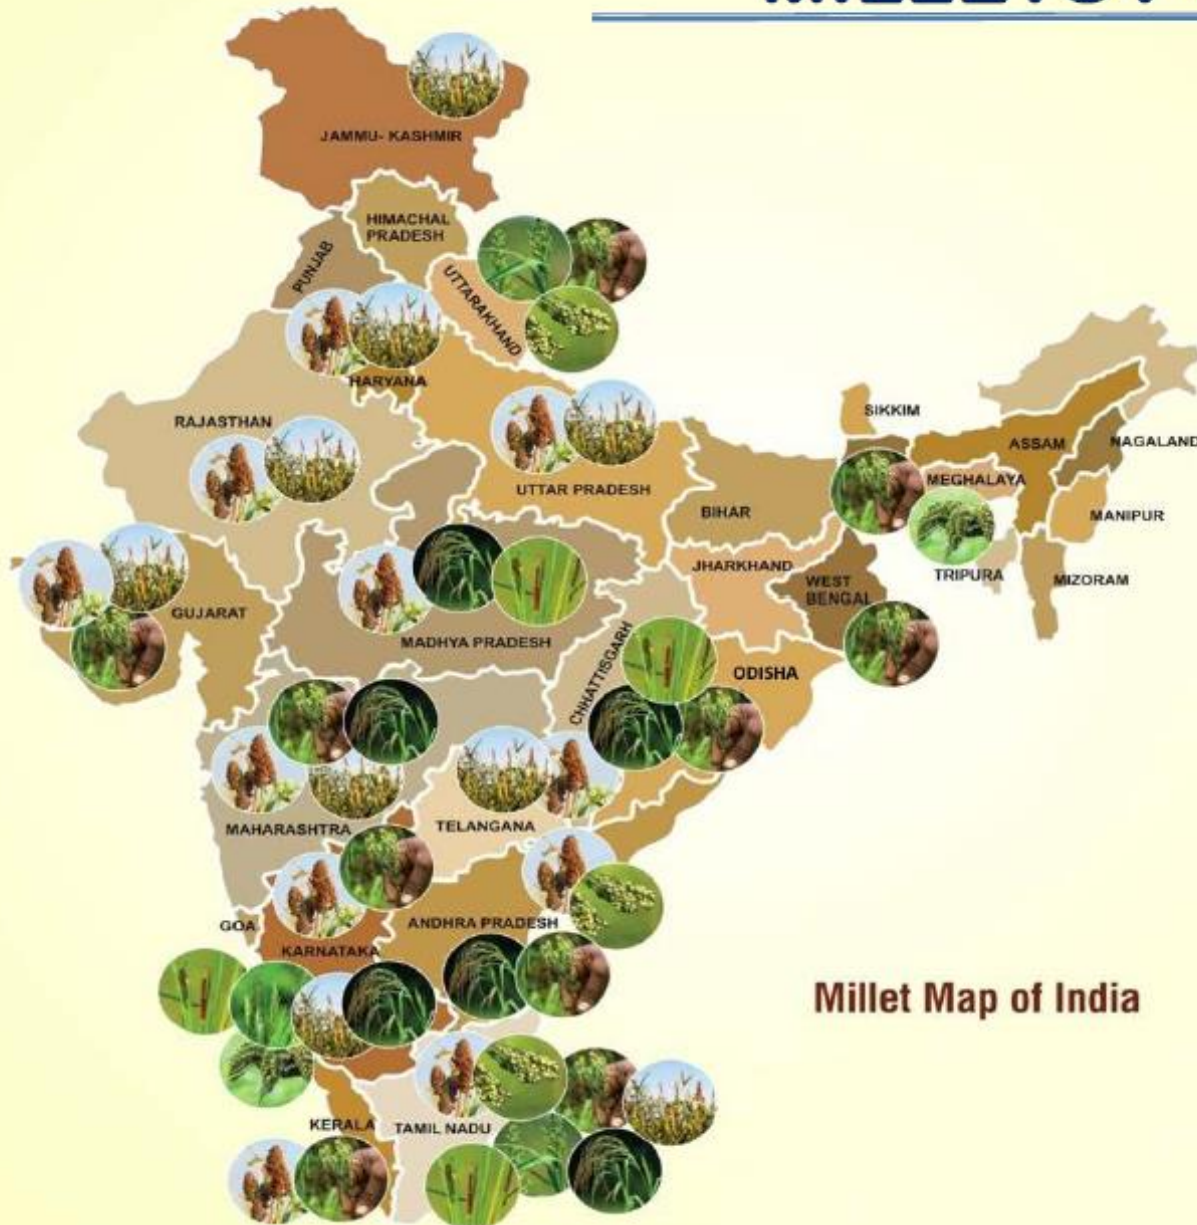 JAMMU- KASHMIR
HIMACHAL
PRADESH
PUNJAB
UTTARAKHAND
HARYANA
RAJASTHAN
UTTAR PRADESH
SIKKIM
ASSAM
NAGALAND
MEGHALAYA
BIHAR
MANIPUR
JHARKHAND
TRIPURA
MIZORAM
WEST
BENGAL
GUJARAT
MADHYA PRADESH
CHHATTISGARH
ODISHA
MAHARASHTRA
TELANGANA
GOA
ANDHRA PRADESH
KARNATAKA
Millet Map of India
KERALA
TAMIL NADU